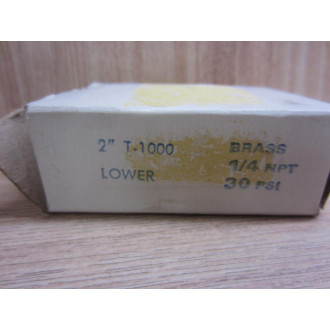 2" T-1000 BRASS
1/4 NPT
LOWER 30 PSI